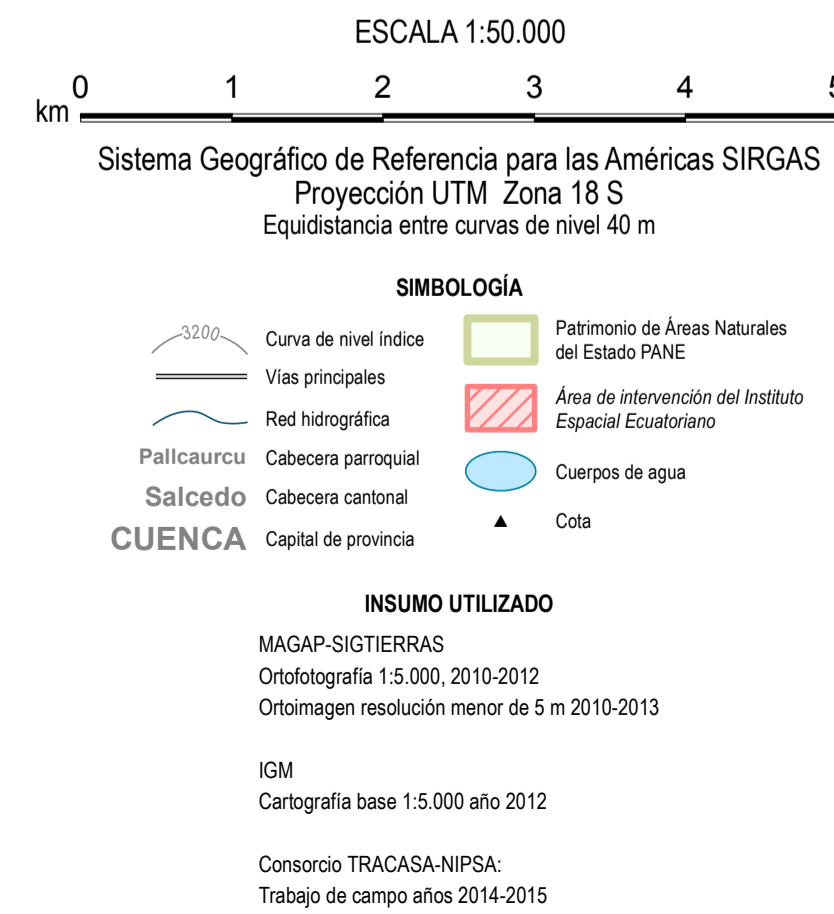 ESCALA 1:50.000
0 1 2 3 4
km
Sistema Geográfico de Referencia para las Américas SIRGAS
Proyección UTM Zona 18 S
Equidistancia entre curvas de nivel 40 m
SIMBOLOGÍA
3200 Curva de nivel índice
Vías principales
Red hidrográfica
Pallcaurcu Cabecera parroquial
Salcedo Cabecera cantonal
CUENCA Capital de provincia
Patrimonio de Áreas Naturales
del Estado PANE
Área de intervención del Instituto
Espacial Ecuatoriano
Cuerpos de agua
Cota
INSUMO UTILIZADO
MAGAP-SIGTIERRAS
Ortofotografía 1:5.000, 2010-2012
Ortoimagen resolución menor de 5 m 2010-2013
IGM
Cartografía base 1:5.000 año 2012
Consorcio TRACASA-NIPSA:
Trabajo de campo años 2014-2015